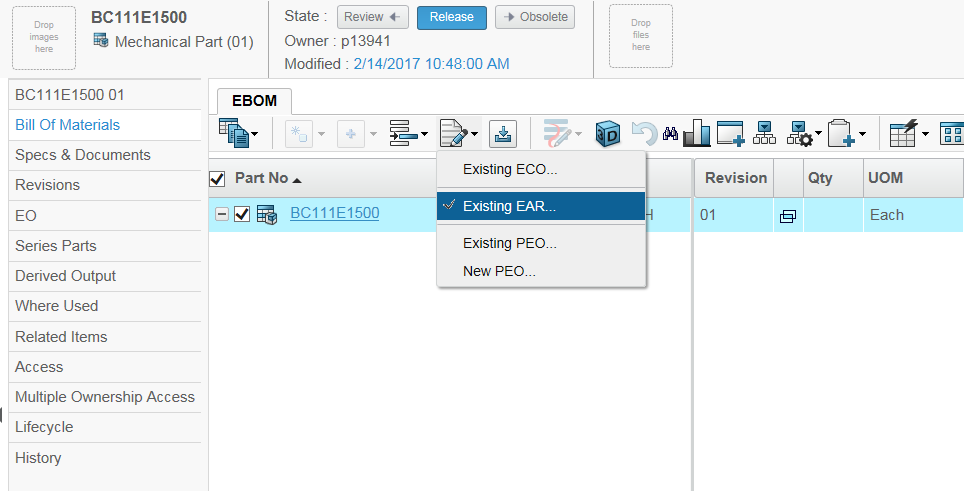 Drop
images
here
BC111E1500
Mechanical Part (01)
State :
Review
Release
Obsolete
Owner : p13941
Modified : 2/14/2017 10:48:00 AM
Drop
files
here
BC111E1500 01
Bill Of Materials
Specs & Documents
Revisions
EO
Series Parts
Derived Output
Where Used
Related Items
Access
Multiple Ownership Access
Lifecycle
History
EBOM
3D
Existing ECO...
Existing EAR...
Existing PEO...
New PEO...
Part No
Revision
Qty
UOM
BC111E1500
H
01
Each